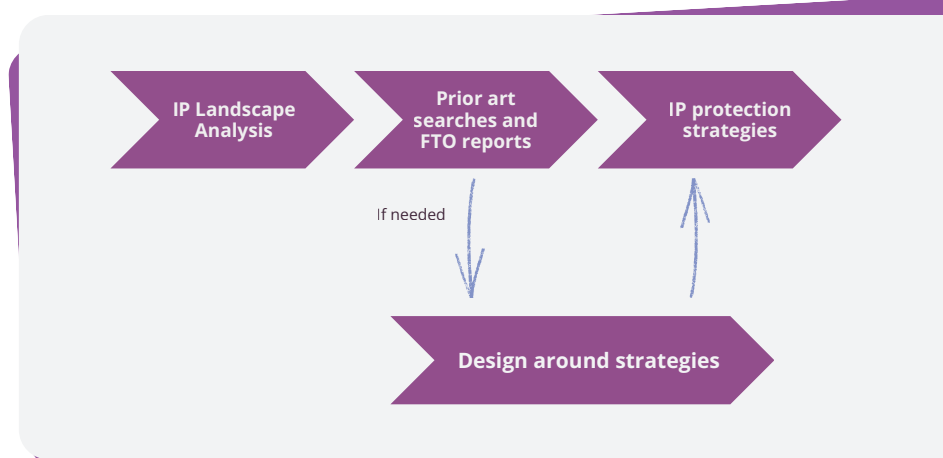 IP Landscape
Analysis
Prior art
searches and
FTO reports
IP protection
strategies
If needed
Design around strategies